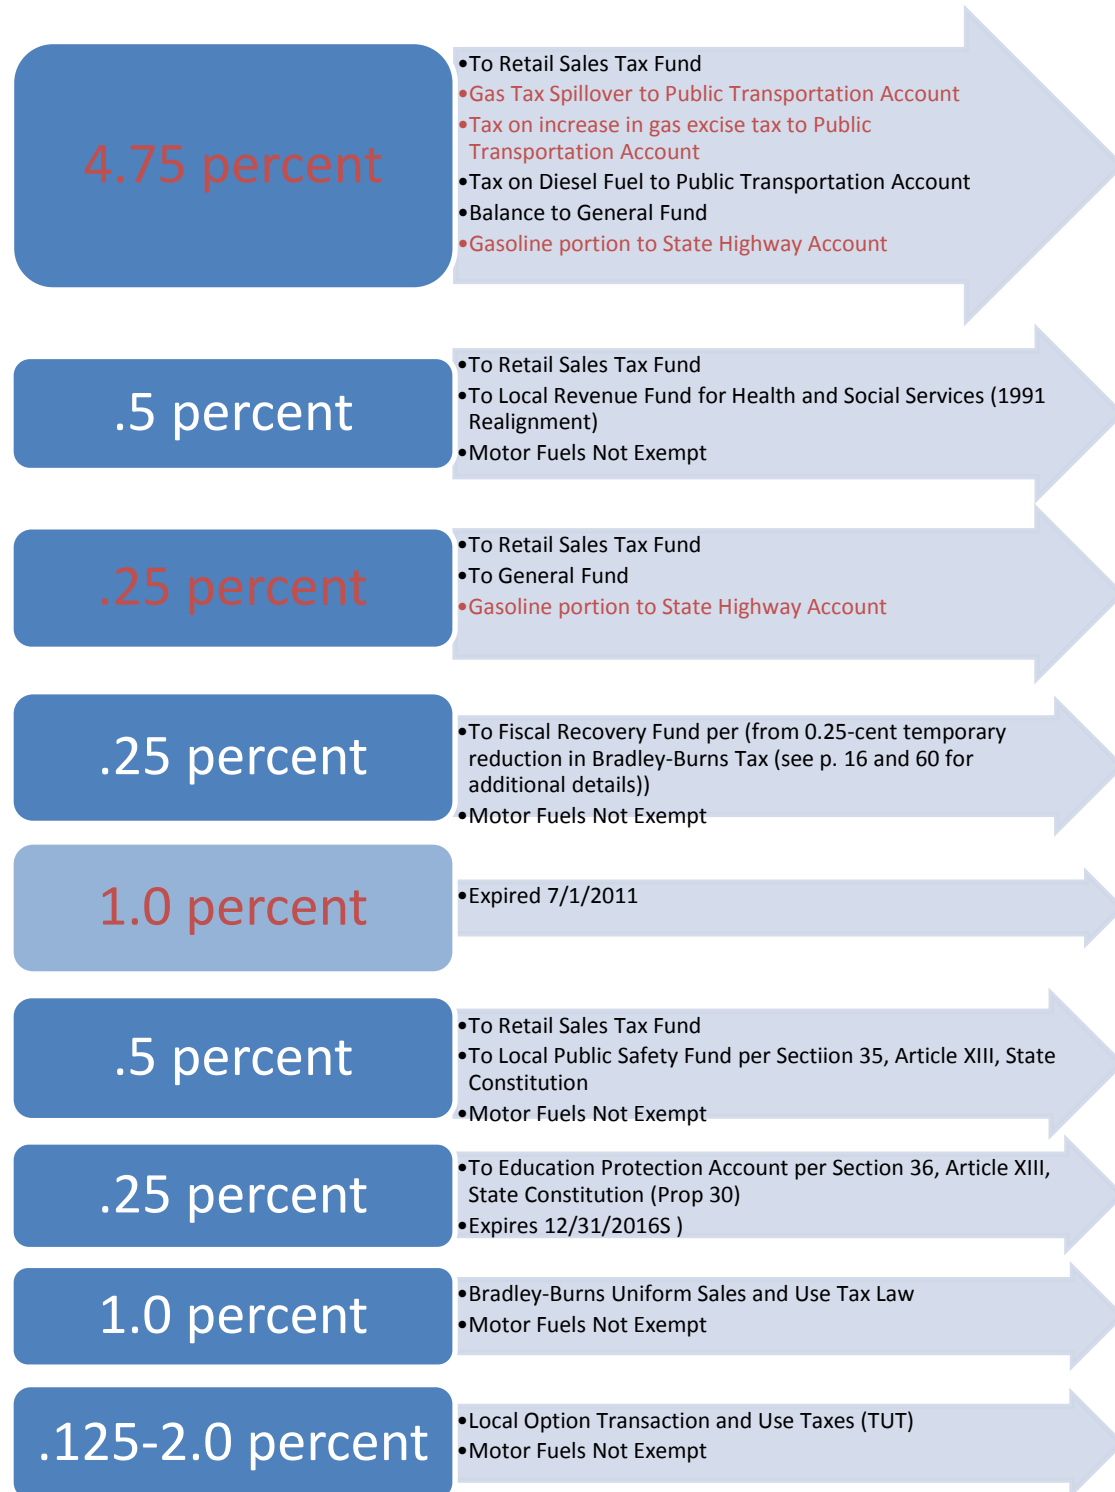 4.75 percent
•To Retail Sales Tax Fund
•Gas Tax Spillover to Public Transportation Account
•Tax on increase in gas excise tax to Public
Transportation Account
•Tax on Diesel Fuel to Public Transportation Account
•Balance to General Fund
•Gasoline portion to State Highway Account
.5 percent
•To Retail Sales Tax Fund
•To Local Revenue Fund for Health and Social Services (1991
Realignment)
•Motor Fuels Not Exempt
.25 percent
•To Retail Sales Tax Fund
•To General Fund
•Gasoline portion to State Highway Account
.25 percent
•To Fiscal Recovery Fund per (from 0.25-cent temporary
reduction in Bradley-Burns Tax (see p. 16 and 60 for
additional details))
•Motor Fuels Not Exempt
1.0 percent
•Expired 7/1/2011
.5 percent
•To Retail Sales Tax Fund
•To Local Public Safety Fund per Sectiion 35, Article XIII, State
Constitution
•Motor Fuels Not Exempt
.25 percent
•To Education Protection Account per Section 36, Article XIII,
State Constitution (Prop 30)
•Expires 12/31/2016S )
1.0 percent
•Bradley-Burns Uniform Sales and Use Tax Law
•Motor Fuels Not Exempt
.125-2.0 percent
•Local Option Transaction and Use Taxes (TUT)
•Motor Fuels Not Exempt